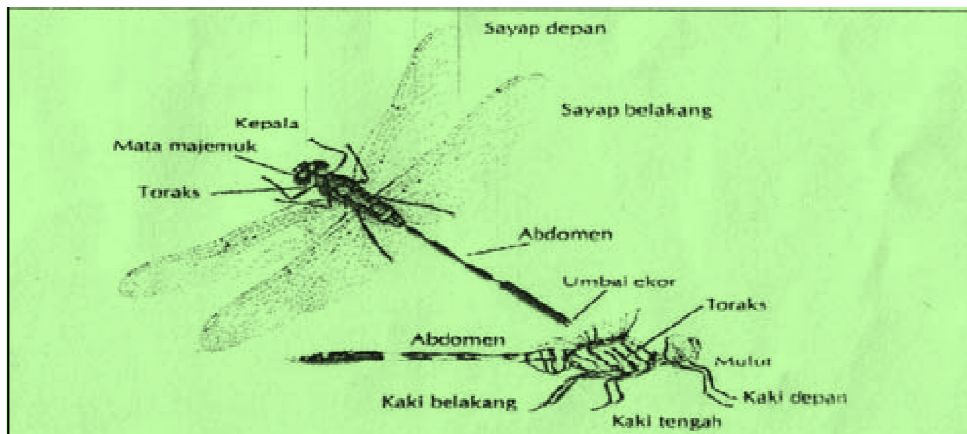 Sayap depan
Sayap belakang
Kepala
Mata majemuk
Toraks
Abdomen
Umbai ekor
Toraks
Abdomen
Mulut
Kaki depan
Kaki belakang
Kaki tengah